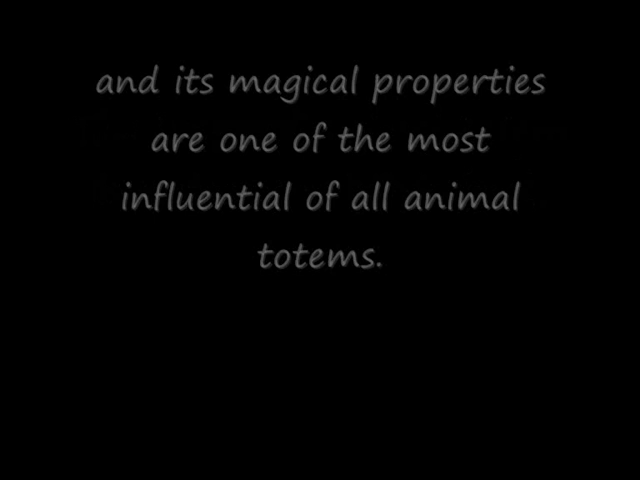 and its magical properties
are one of the most
influential of all animal
totems.